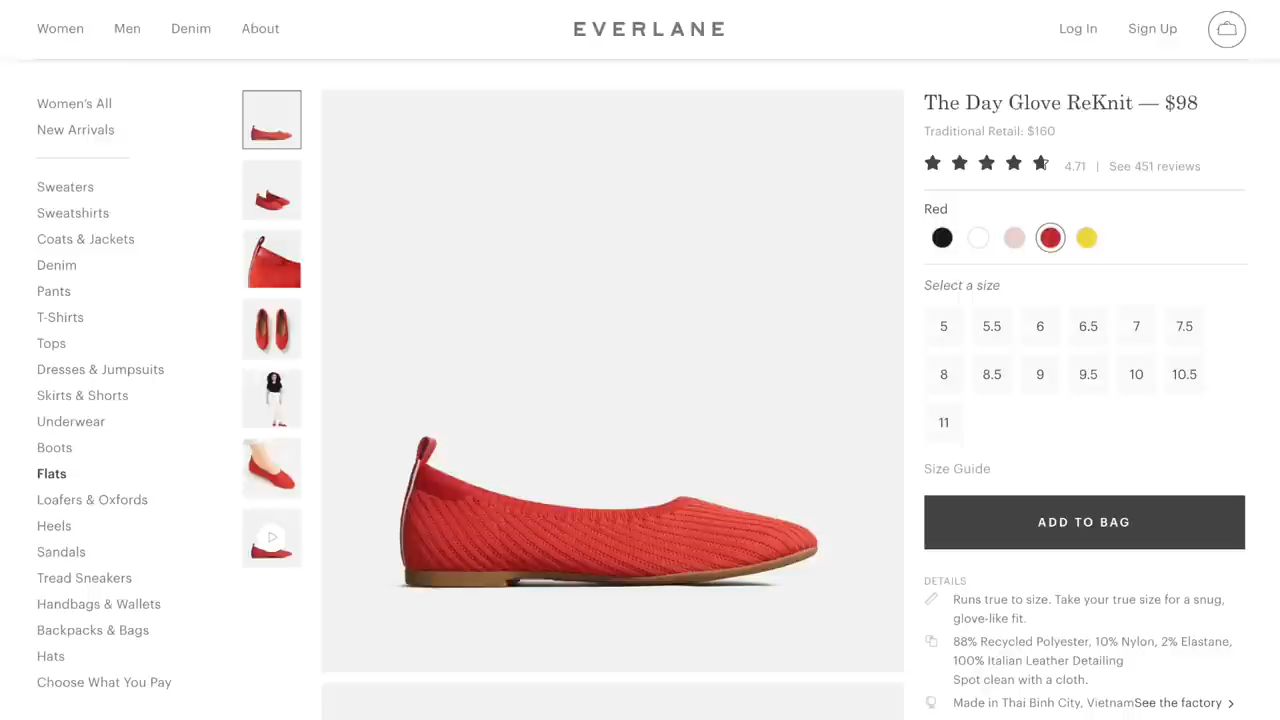 Women Men Denim About EVERLANE Log In Sign Up
Women's All
New Arrivals
Sweaters
Sweatshirts
Coats & Jackets
Denim
Pants
T-Shirts
Tops
Dresses & Jumpsuits
Skirts & Shorts
Underwear
Boots
Flats
Loafers & Oxfords
Heels
Sandals
Tread Sneakers
Handbags & Wallets
Backpacks & Bags
Hats
Choose What You Pay
The Day Glove ReKnit — $98
Traditional Retail: $160
4.71 | See 451 reviews
Red
Select a size
5 5.5 6 6.5 7 7.5
8 8.5 9 9.5 10 10.5
11
Size Guide
ADD TO BAG
DETAILS
Runs true to size. Take your true size for a snug,
glove-like fit.
88% Recycled Polyester, 10% Nylon, 2% Elastane,
100% Italian Leather Detailing
Spot clean with a cloth.
Made in Thai Binh City, VietnamSee the factory >